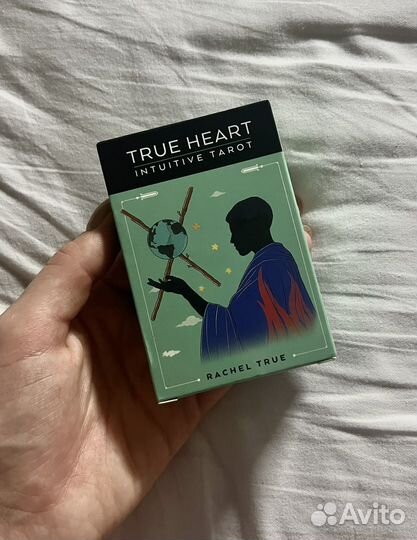 TRUE HEART
INTUITIVE TAROT
RACHEL TRUE
Avito